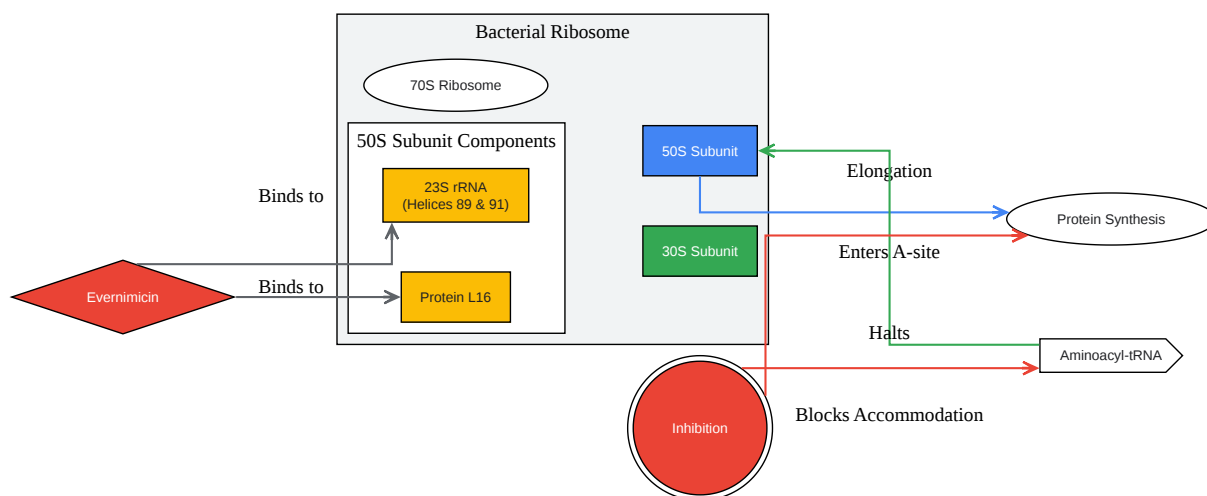 Bacterial Ribosome
70S Ribosome
50S Subunit Components
50S Subunit
Elongation
23S rRNA
(Helices 89 & 91)
Binds to
Protein Synthesis
30S Subunit
Enters A-site
Evernimicin
Binds to
Protein L16
Halts
Aminoacyl-tRNA
Blocks Accommodation
Inhibition